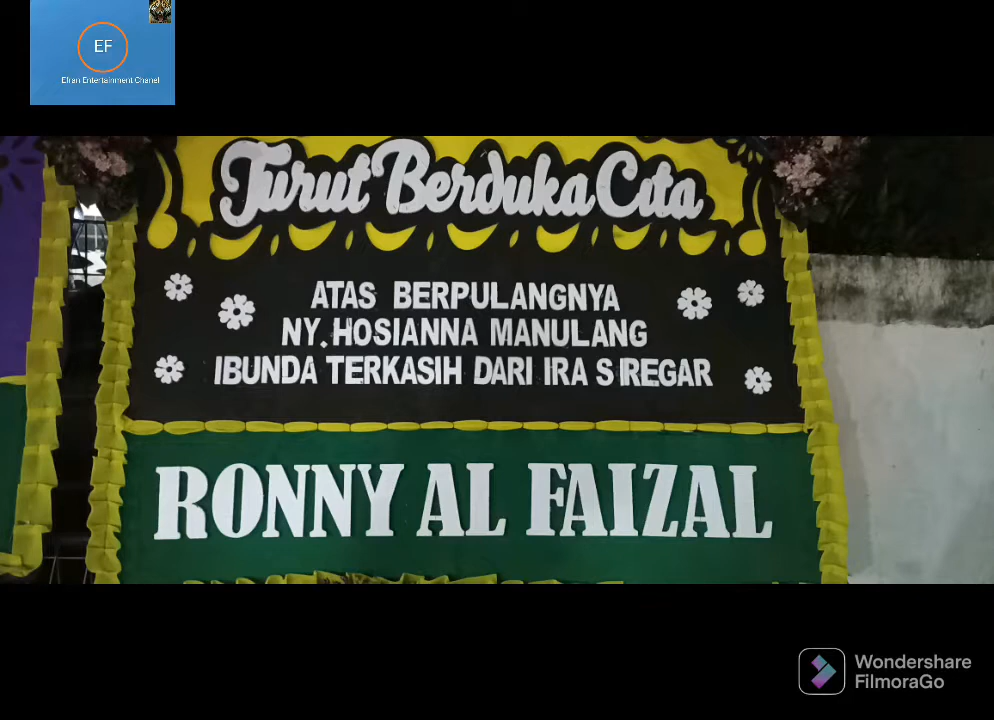 EF
Efran Entertainment Chanel
Turut Berduka Cita
ATAS BERPULANGNYA
NY.HOSIANNA MANULANG
IBUNDA TERKASIH DARI IRA SIREGAR
RONNY AL FAIZAL
Wondershare
FilmoraGo